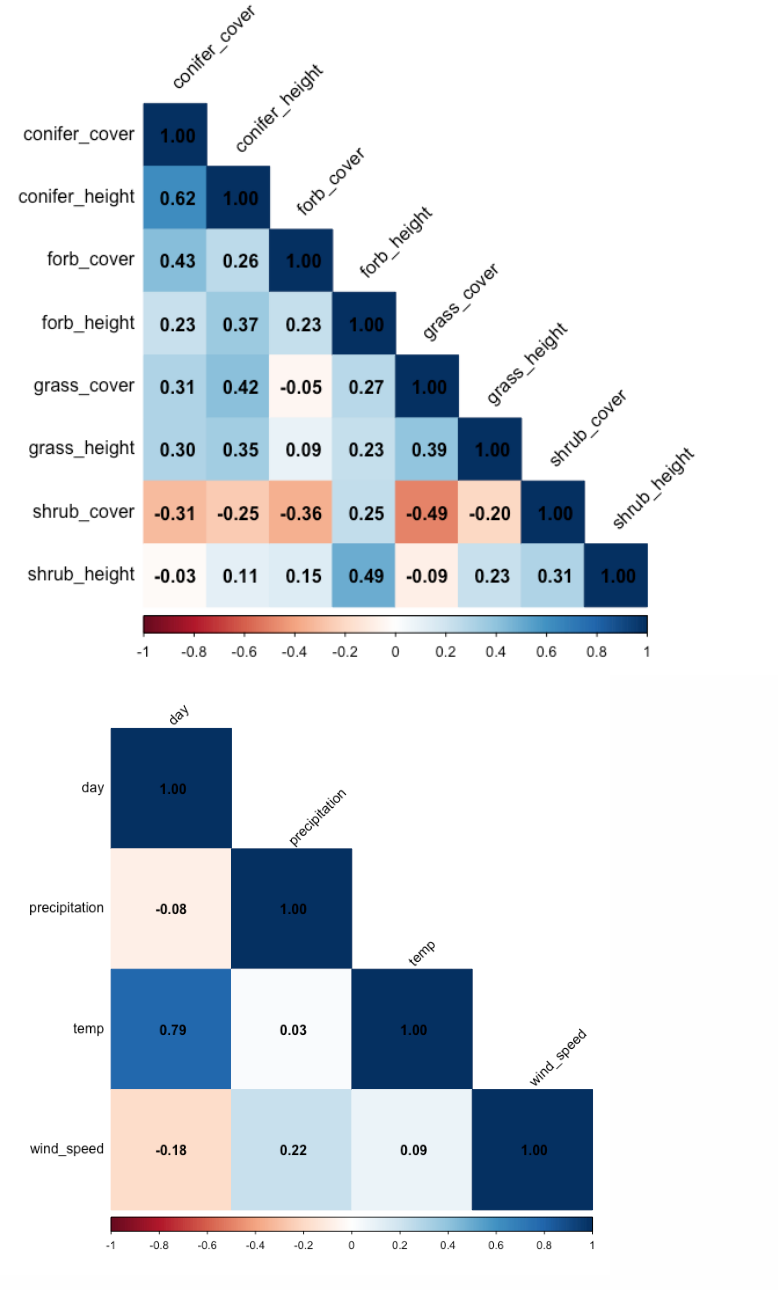 conifer_cover
conifer_height
conifer_cover 1.00
forb_cover
conifer_height 0.62 1.00
forb_height
forb_cover 0.43 0.26 1.00
grass_cover
forb_height 0.23 0.37 0.23 1.00
grass_height
grass_cover 0.31 0.42 -0.05 0.27 1.00
shrub_cover
grass_height 0.30 0.35 0.09 0.23 0.39 1.00
shrub_height
shrub_cover -0.31 -0.25 -0.36 0.25 -0.49 -0.20 1.00
shrub_height -0.03 0.11 0.15 0.49 -0.09 0.23 0.31 1.00
-1 -0.8 -0.6 -0.4 -0.2 0 0.2 0.4 0.6 0.8 1
day
day 1.00
precipitation
precipitation -0.08 1.00
temp
temp 0.79 0.03 1.00
wind_speed
wind_speed -0.18 0.22 0.09 1.00
-1 -0.8 -0.6 -0.4 -0.2 0 0.2 0.4 0.6 0.8 1